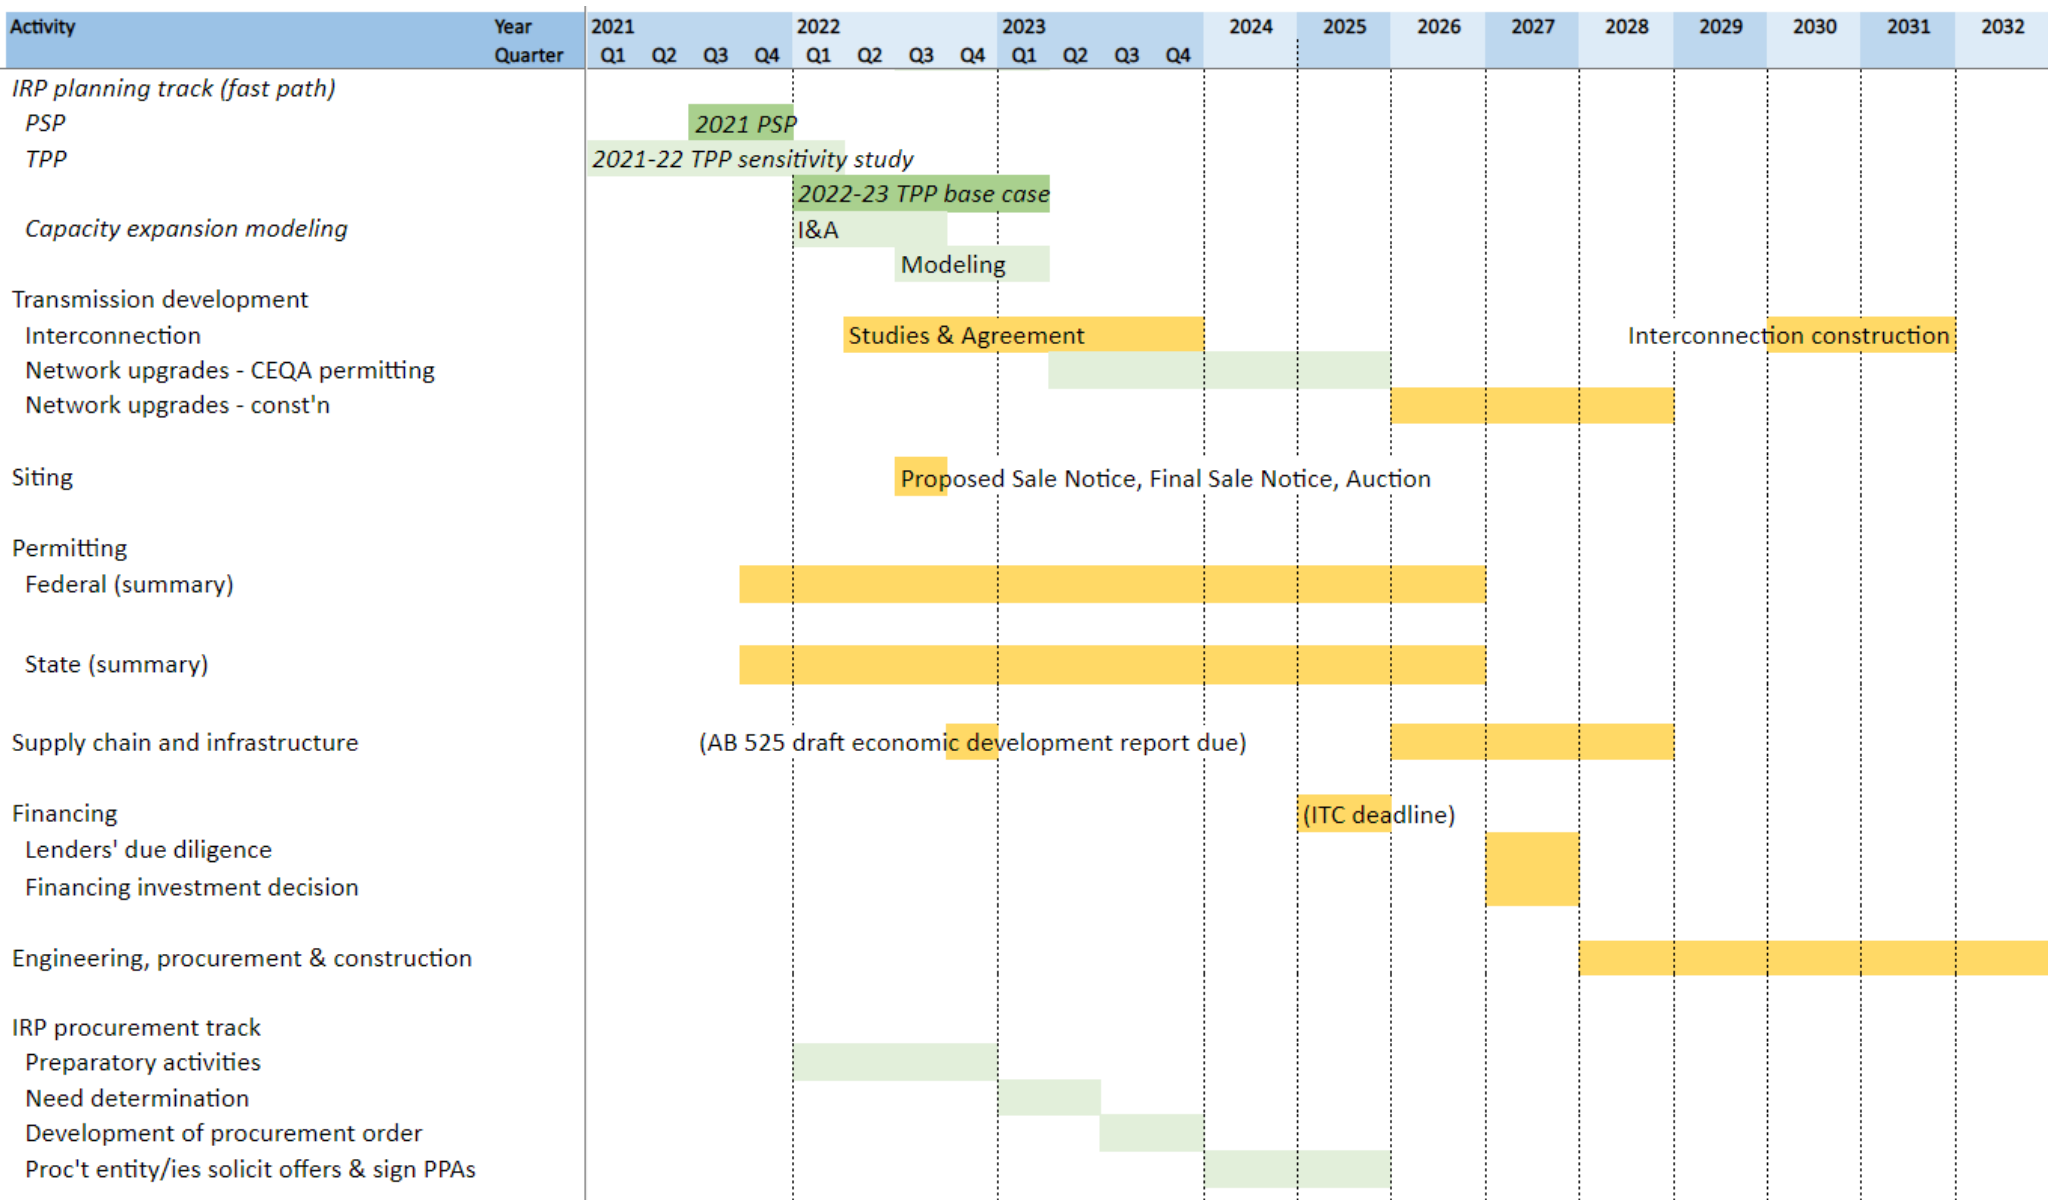 Activity Year 2021 2022 2023 2024 2025 2026 2027 2028 2029 2030 2031 2032
Quarter Q1 Q2 Q3 Q4 Q1 Q2 Q3 Q4 Q1 Q2 Q3 Q4
IRP planning track (fast path)
PSP 2021 PSP
TPP 2021-22 TPP sensitivity study
2022-23 TPP base case
Capacity expansion modeling I&A
Modeling
Transmission development
Interconnection Studies & Agreement Interconnection construction
Network upgrades - CEQA permitting
Network upgrades - const'n
Siting Proposed Sale Notice, Final Sale Notice, Auction
Permitting
Federal (summary)
State (summary)
Supply chain and infrastructure (AB 525 draft economic development report due)
Financing (ITC deadline)
Lenders' due diligence
Financing investment decision
Engineering, procurement & construction
IRP procurement track
Preparatory activities
Need determination
Development of procurement order
Proc't entity/ies solicit offers & sign PPAs